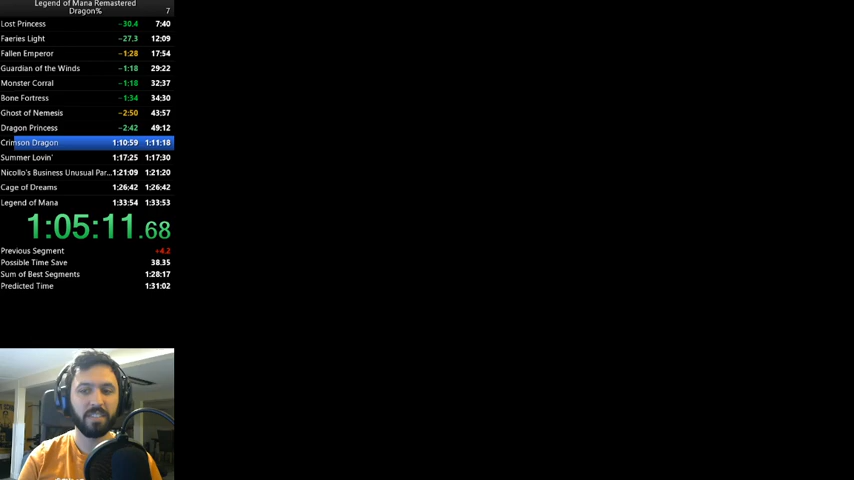 Legend of Mana Remastered
Dragon% 7
Lost Princess -30.4 7:40
Faeries Light -27.3 12:09
Fallen Emperor -1:28 17:54
Guardian of the Winds -1:18 29:22
Monster Corral -1:18 32:37
Bone Fortress -1:34 34:30
Ghost of Nemesis -2:50 43:57
Dragon Princess -2:42 49:12
Crimson Dragon 1:10:59 1:11:18
Summer Lovin' 1:17:25 1:17:30
Nicollo's Business Unusual Par... 1:21:09 1:21:20
Cage of Dreams 1:26:42 1:26:42
Legend of Mana 1:33:54 1:33:53
1:05:11.68
Previous Segment +4.2
Possible Time Save 38.35
Sum of Best Segments 1:28:17
Predicted Time 1:31:02